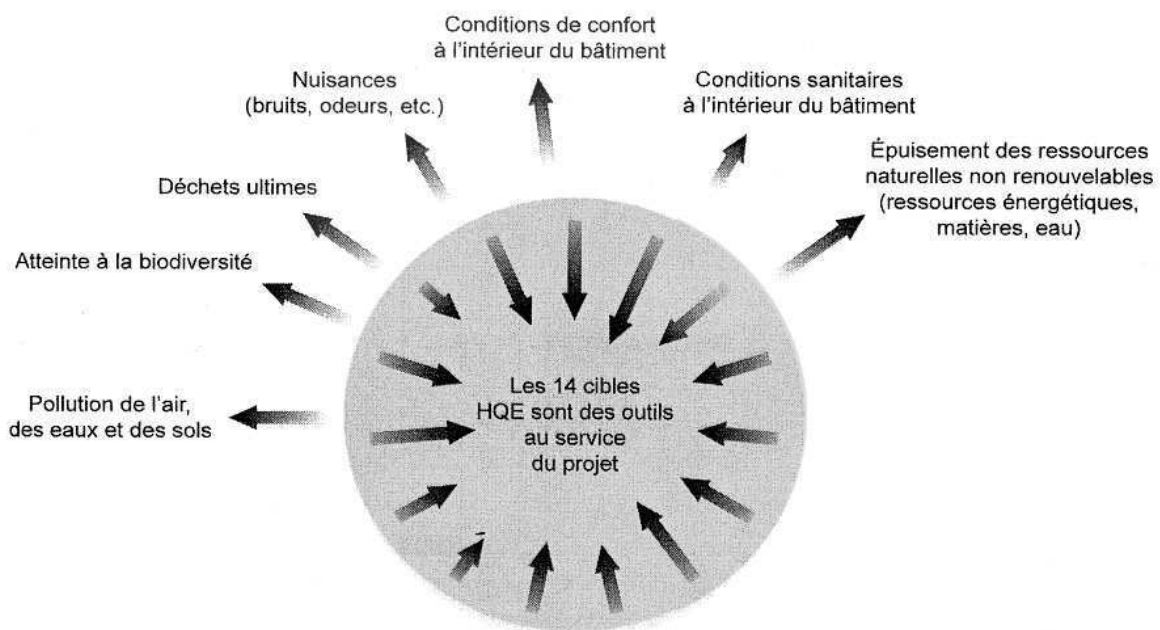 Conditions de confort
à l'intérieur du bâtiment
Nuisances
(bruits, odeurs, etc.)
Conditions sanitaires
à l'intérieur du bâtiment
Épuisement des ressources
naturelles non renouvelables
(ressources énergétiques,
matières, eau)
Déchets ultimes
Atteinte à la biodiversité
Pollution de l'air,
des eaux et des sols
Les 14 cibles
HQE sont des outils
au service
du projet